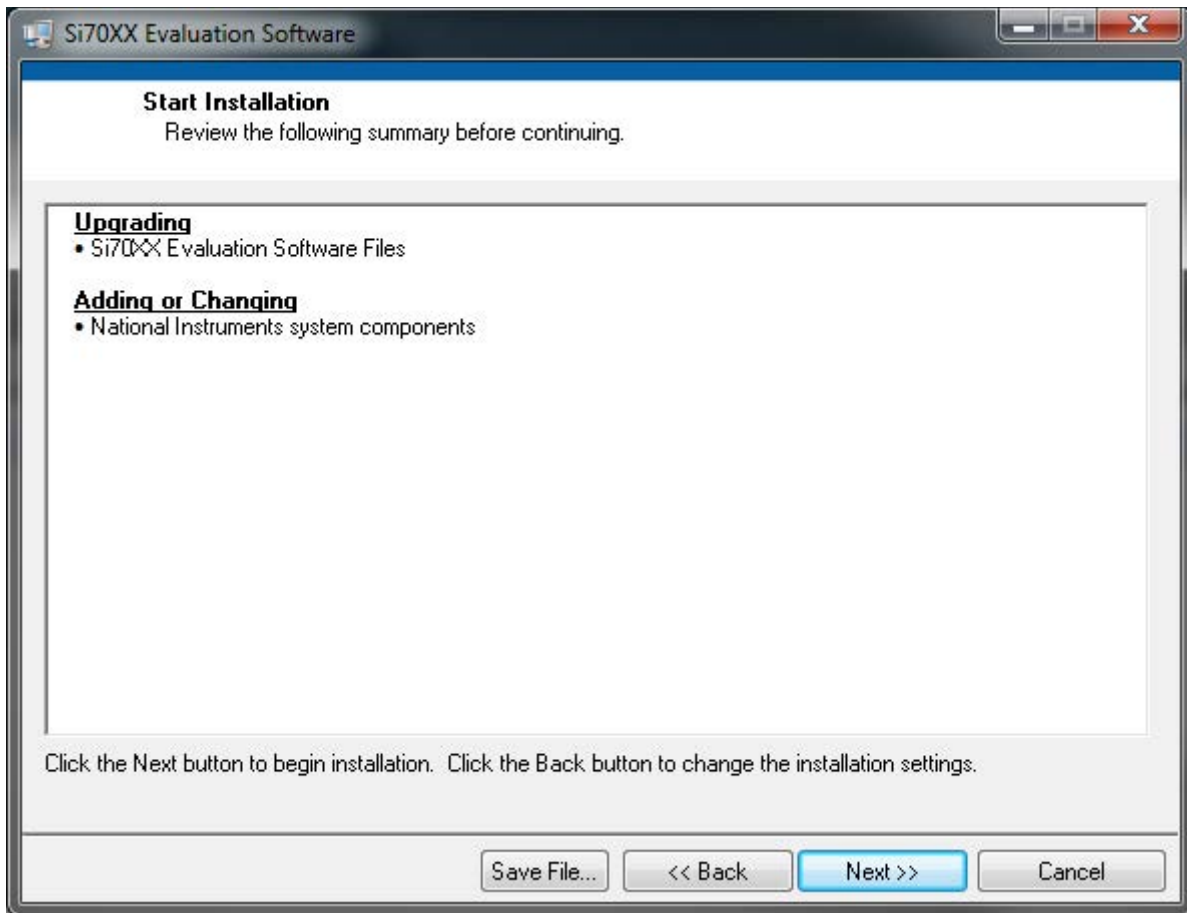 Si70XX Evaluation Software
Start Installation
Review the following summary before continuing.
Upgrading
• Si70XX Evaluation Software Files
Adding or Changing
• National Instruments system components
Click the Next button to begin installation.  Click the Back button to change the installation settings.
Save File...
<< Back
Next >>
Cancel